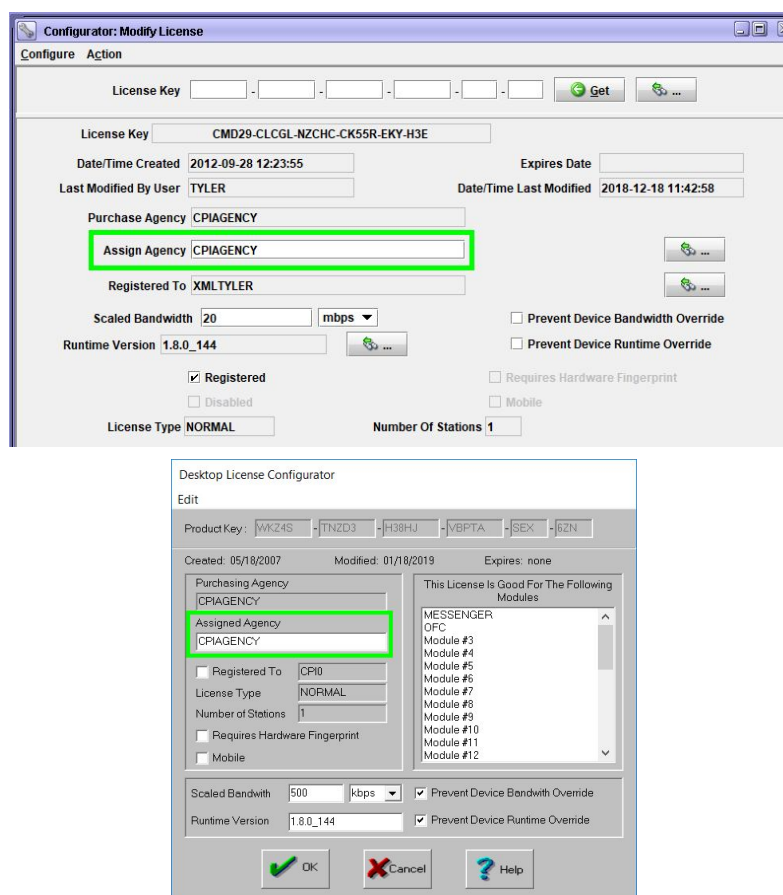 Configurator: Modify License
Configure Action
License Key - - - - - Get ...
License Key CMD29-CLCGL-NZCHC-CK55R-EKY-H3E
Date/Time Created 2012-09-28 12:23:55 Expires Date
Last Modified By User TYLER Date/Time Last Modified 2018-12-18 11:42:58
Purchase Agency CPIAGENCY
Assign Agency CPIAGENCY ...
Registered To XMLTYLER ...
Scaled Bandwidth 20 mbps Prevent Device Bandwidth Override
Runtime Version 1.8.0_144 ... Prevent Device Runtime Override
Registered Requires Hardware Fingerprint
Disabled Mobile
License Type NORMAL Number Of Stations 1
Desktop License Configurator
Edit
Product Key: WKZ4S - TNZD3 - H38HJ - VBPTA - SEX - 6ZN
Created: 05/18/2007 Modified: 01/18/2019 Expires: none
Purchasing Agency
CPIAGENCY
Assigned Agency
CPIAGENCY
Registered To CPI0
License Type NORMAL
Number of Stations 1
Requires Hardware Fingerprint
Mobile
This License Is Good For The Following
Modules
MESSENGER
OFC
Module #3
Module #4
Module #5
Module #6
Module #7
Module #8
Module #9
Module #10
Module #11
Module #12
Scaled Bandwith 500 kbps Prevent Device Bandwith Override
Runtime Version 1.8.0_144 Prevent Device Runtime Override
OK Cancel Help